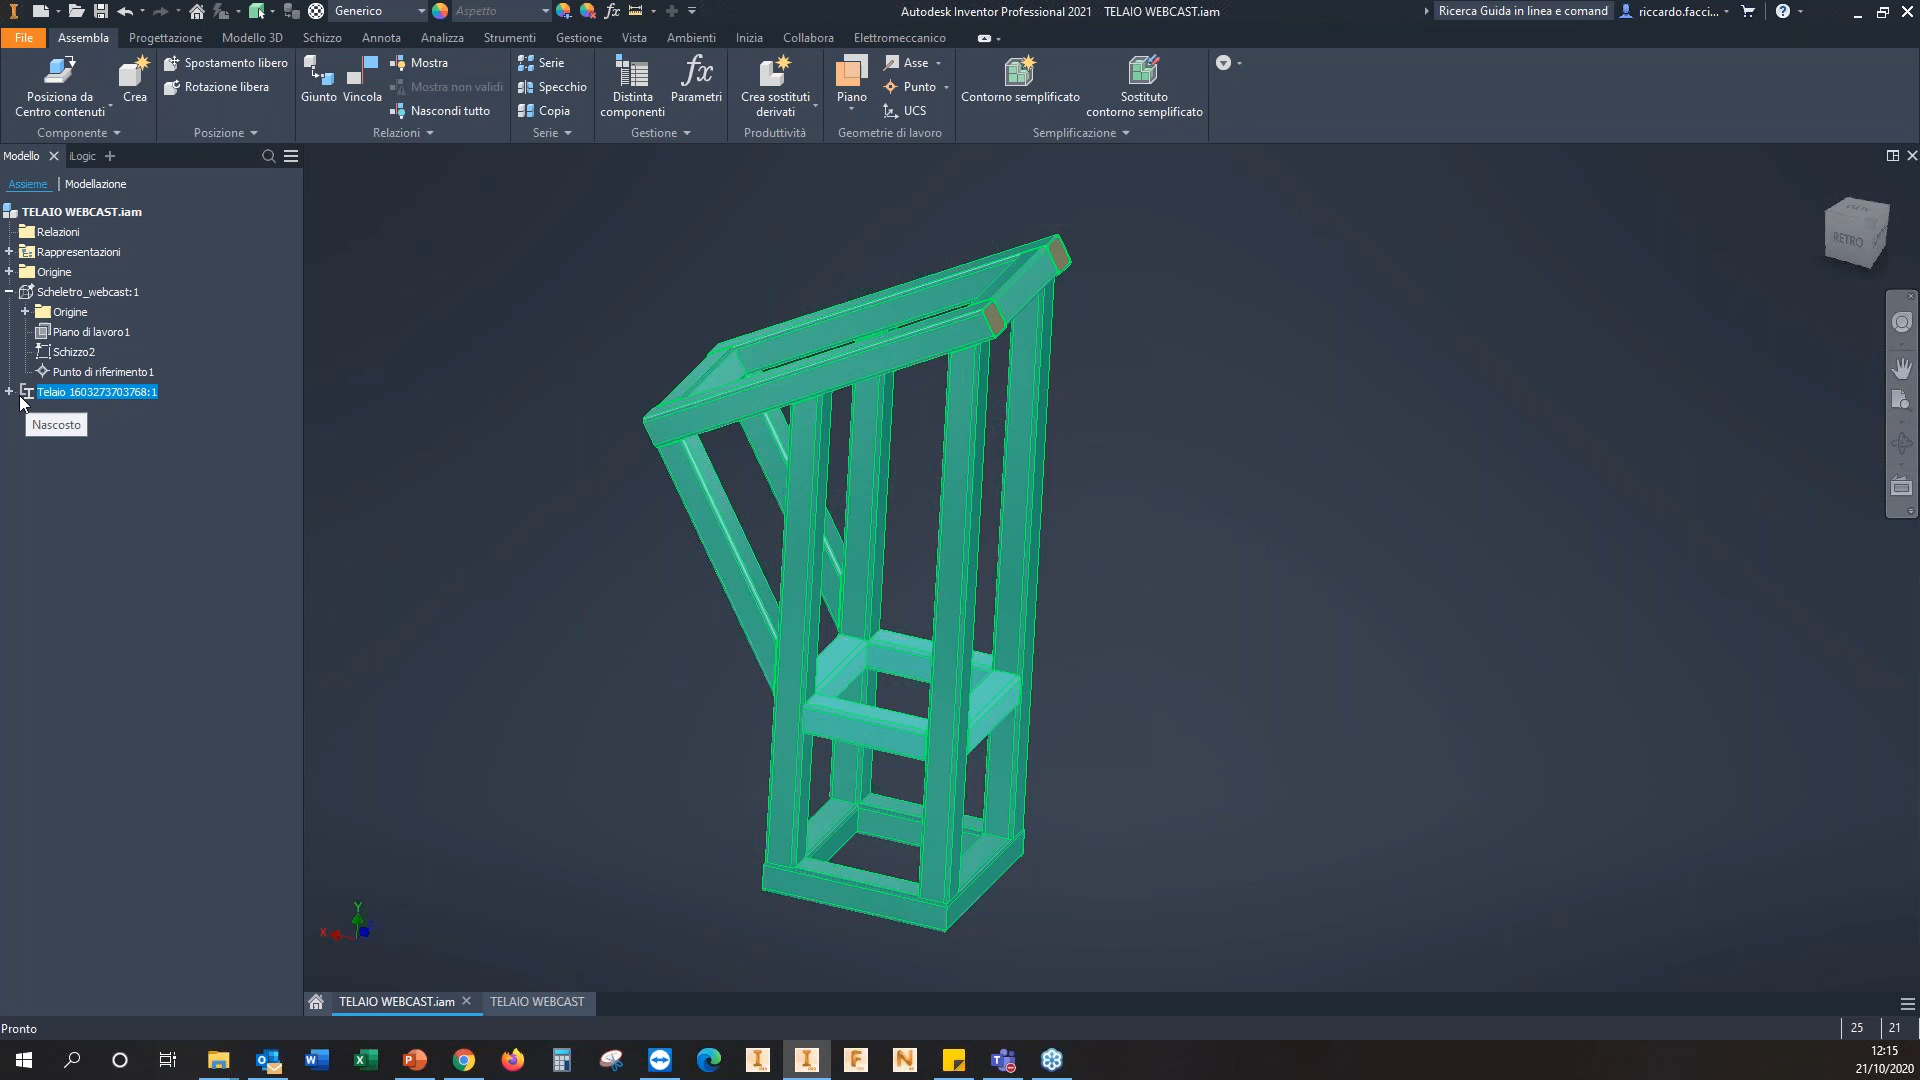 Generico
Aspetto
Autodesk Inventor Professional 2021 TELAIO WEBCAST.iam
Ricerca Guida in linea e comand
riccardo.facci...
File
Assembla
Progettazione
Modello 3D
Schizzo
Annota
Analizza
Strumenti
Gestione
Vista
Ambienti
Inizia
Collabora
Elettromeccanico
Posiziona da
Centro contenuti
Crea
Componente
Spostamento libero
Rotazione libera
Posizione
Giunto
Vincola
Mostra
Mostra non validi
Nascondi tutto
Relazioni
Serie
Specchio
Copia
Serie
Distinta
componenti
Parametri
Gestione
Crea sostituti
derivati
Produttività
Piano
Asse
Punto
UCS
Geometrie di lavoro
Contorno semplificato
Sostituto
contorno semplificato
Semplificazione
Modello
iLogic
Assieme
Modellazione
TELAIO WEBCAST.iam
Relazioni
Rappresentazioni
Origine
Scheletro_webcast:1
Origine
Piano di lavoro1
Schizzo2
Punto di riferimento1
Telaio 1603273703768:1
Nascosto
RETRO
Y
X
TELAIO WEBCAST.iam
TELAIO WEBCAST
Pronto
25
21
12:15
21/10/2020